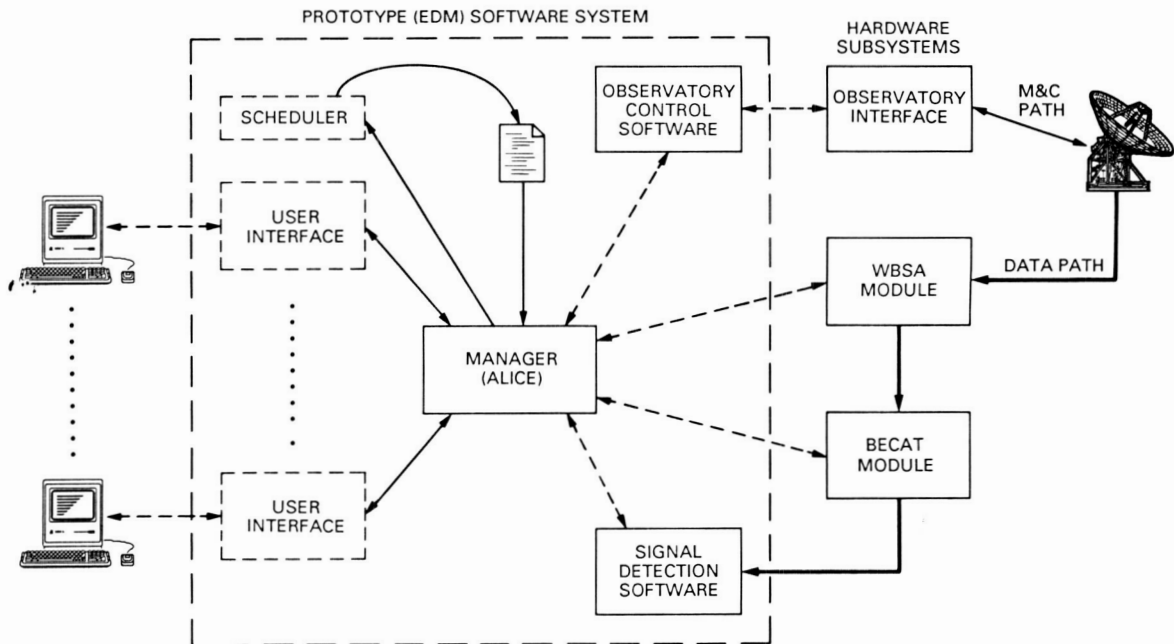 PROTOTYPE (EDM) SOFTWARE SYSTEM
HARDWARE
SUBSYSTEMS
SCHEDULER
OBSERVATORY
CONTROL
SOFTWARE
OBSERVATORY
INTERFACE
M&C
PATH
USER
INTERFACE
WBSA
MODULE
DATA PATH
MANAGER
(ALICE)
BECAT
MODULE
USER
INTERFACE
SIGNAL
DETECTION
SOFTWARE